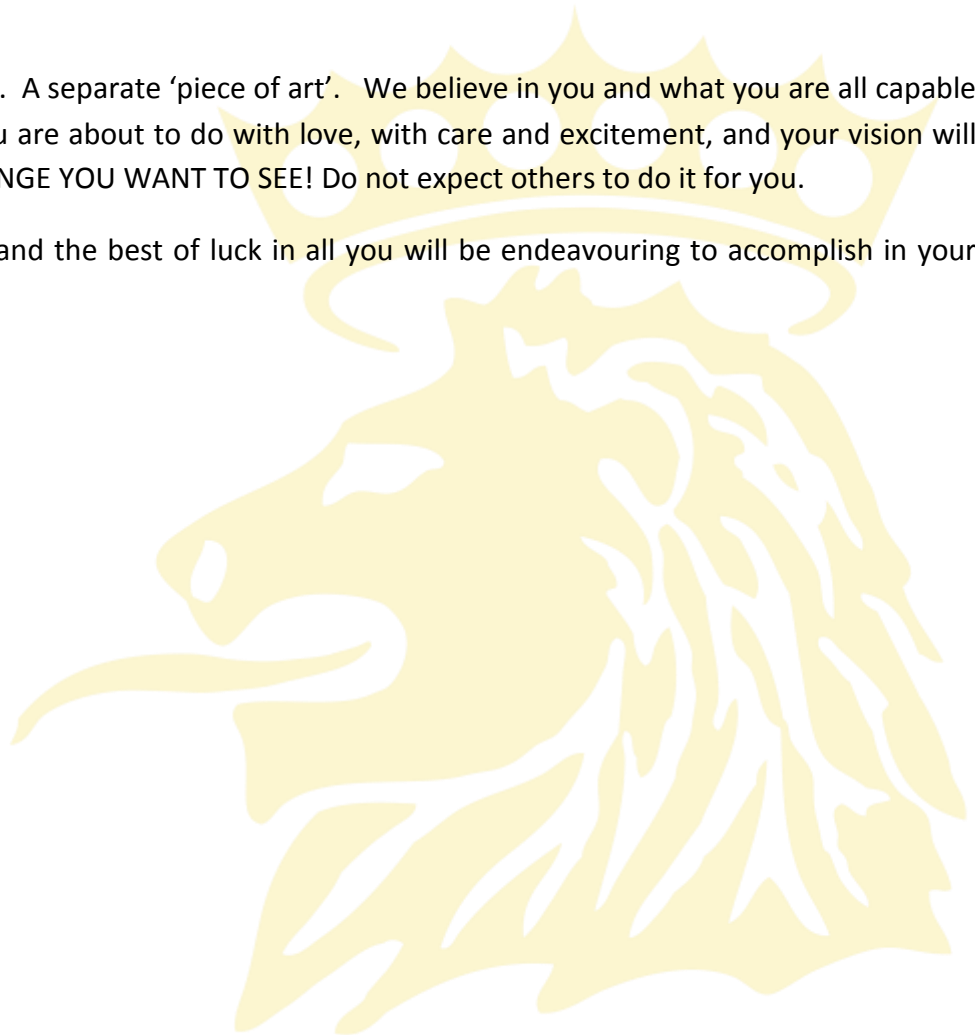 . A separate ‘piece of art’. We believe in you and what you are all capable
u are about to do with love, with care and excitement, and your vision will
NGE YOU WANT TO SEE! Do not expect others to do it for you.
and the best of luck in all you will be endeavouring to accomplish in your